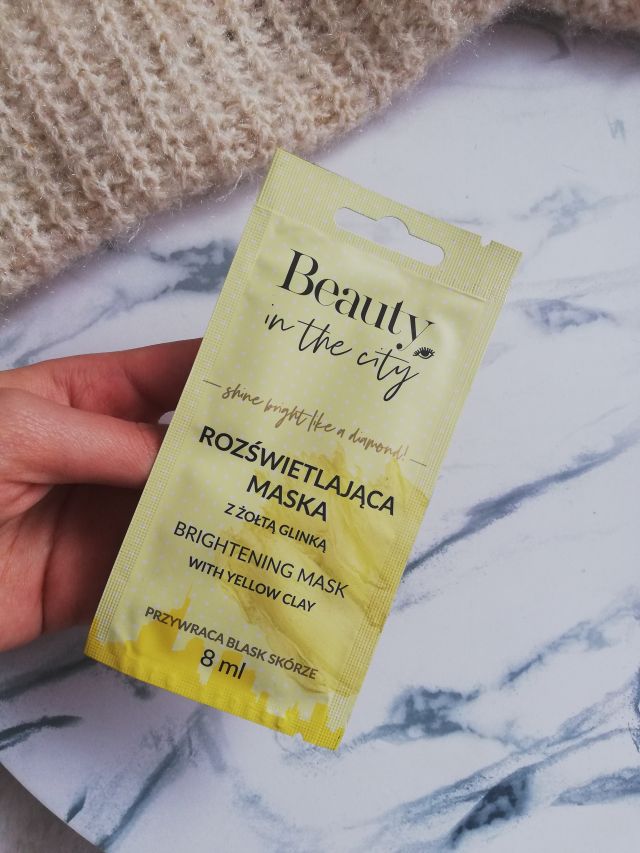 Beauty
in the city
shine bright like a diamond!
ROZŚWIETLAJĄCA
MASKA
Z ŻÓŁTĄ GLINKĄ
BRIGHTENING MASK
WITH YELLOW CLAY
PRZYWRACA BLASK SKÓRZE
8 ml